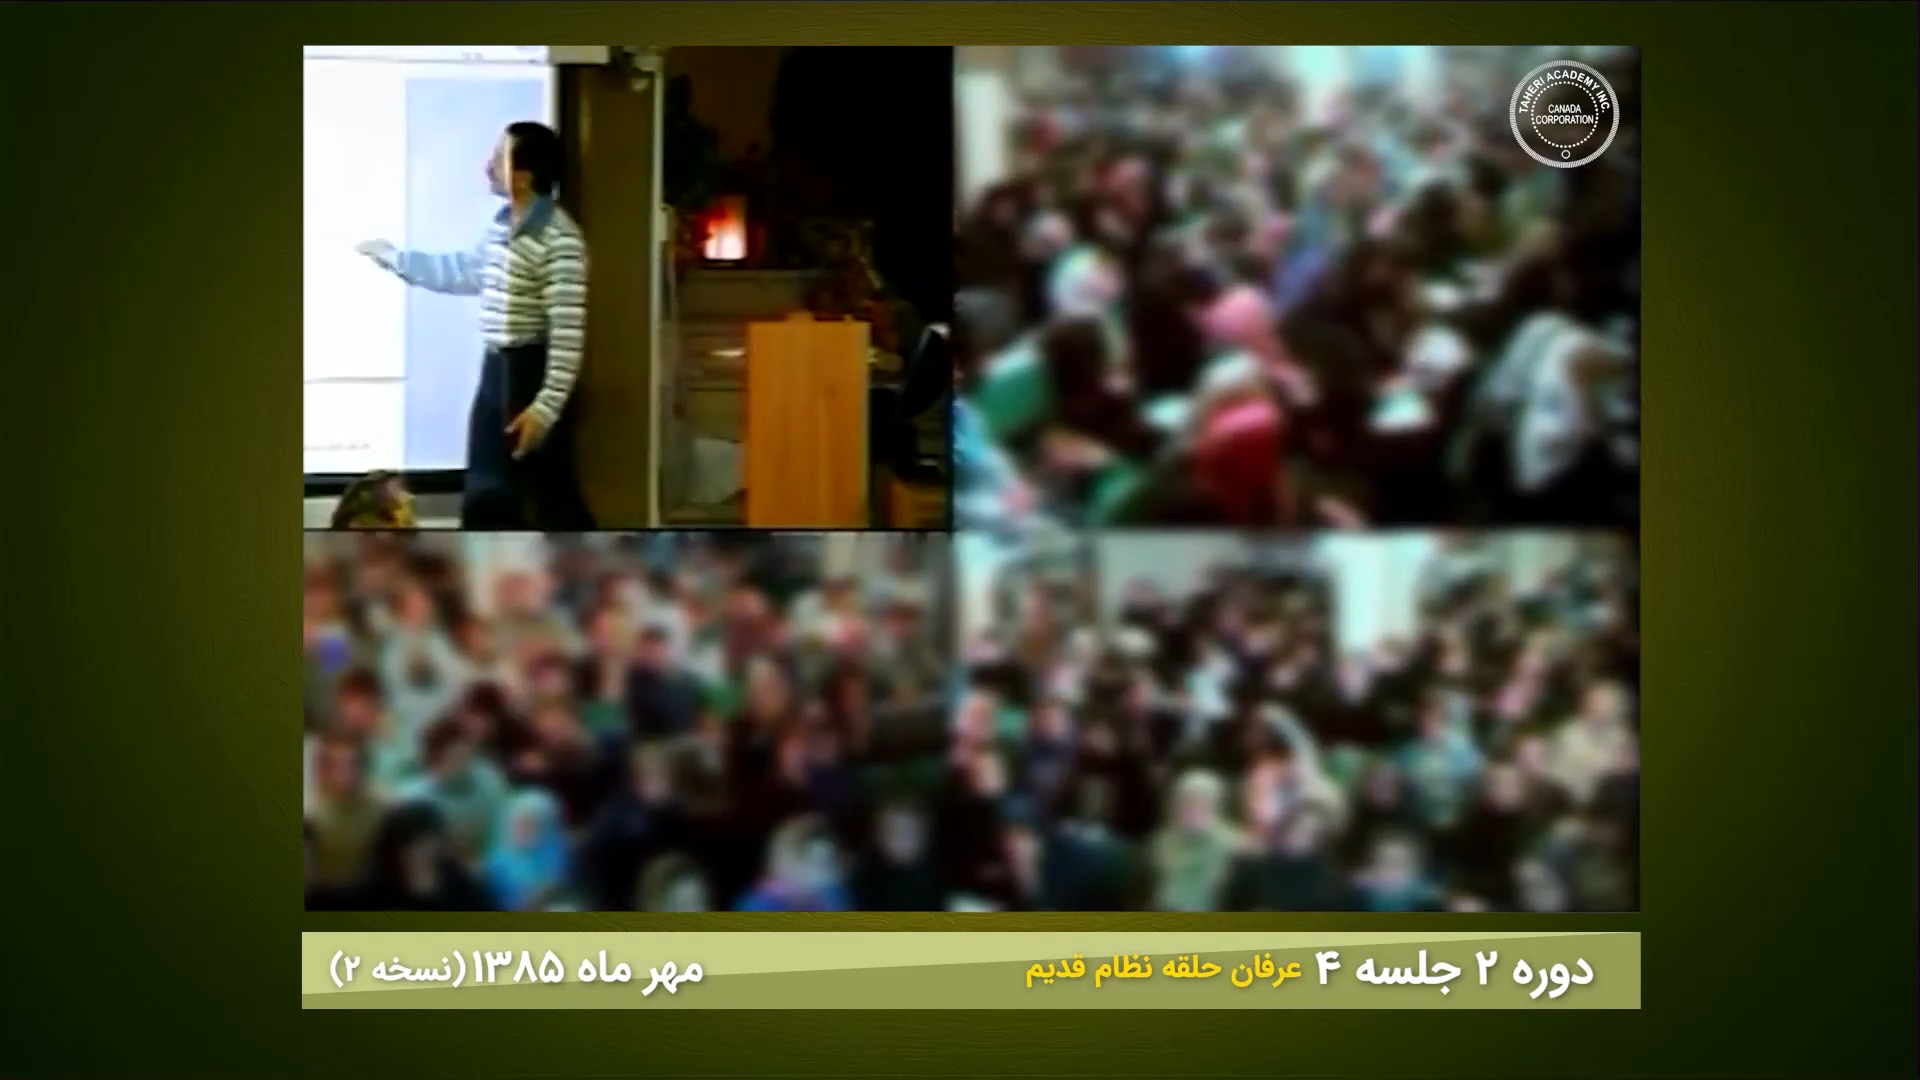 TAHERI ACADEMY INC.
CANADA
CORPORATION
دوره ۲ جلسه ۴ عرفان حلقه نظام قدیم
مهر ماه ۱۳۸۵ (نسخه ۲)